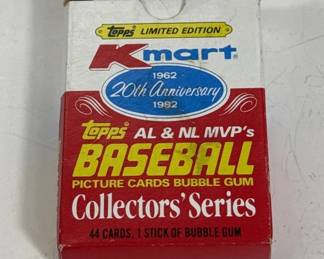 Topps LIMITED EDITION
Kmart
1962
20th Anniversary
1982
Topps AL & NL MVP's
BASEBALL
PICTURE CARDS BUBBLE GUM
Collectors' Series
44 CARDS, 1 STICK OF BUBBLE GUM